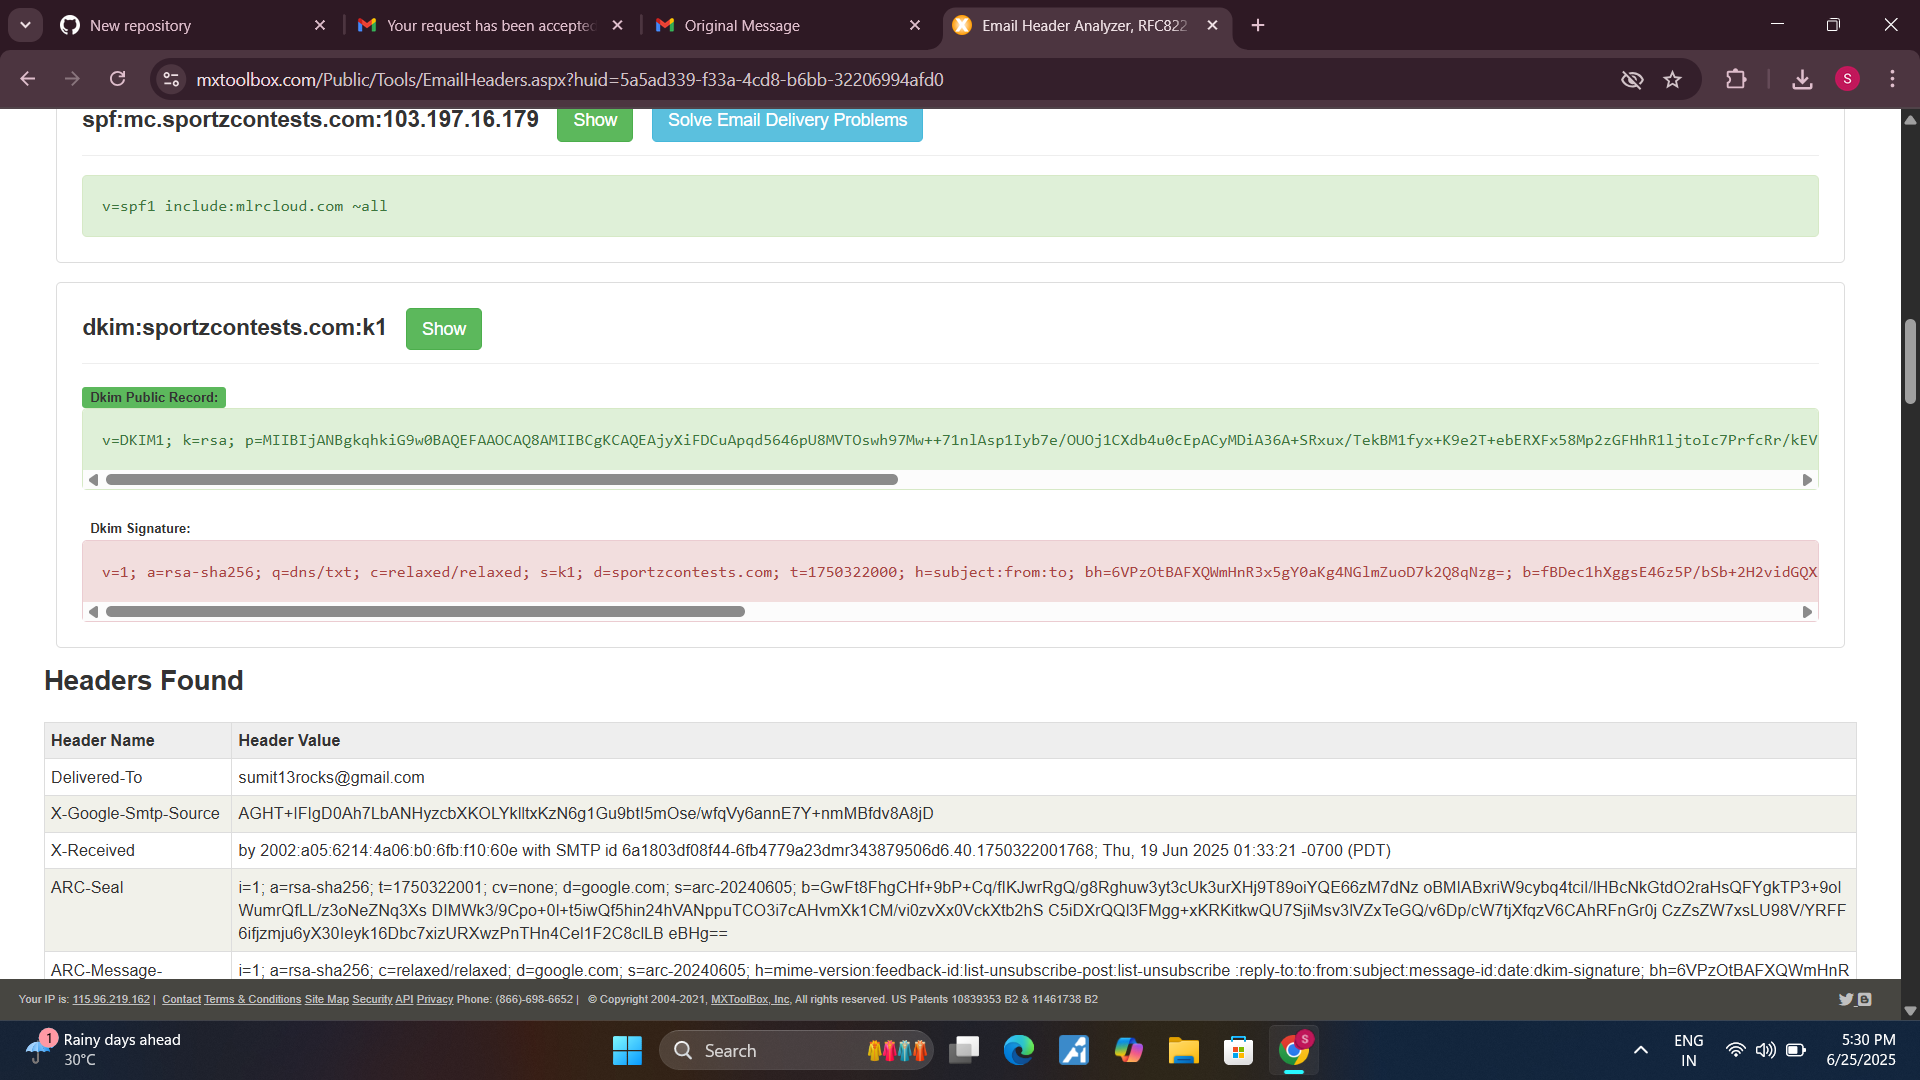 New repository
Your request has been accepted
Original Message
Email Header Analyzer, RFC822
mxtoolbox.com/Public/Tools/EmailHeaders.aspx?huid=5a5ad339-f33a-4cd8-b6bb-32206994afd0
S
spf:mc.sportzcontests.com:103.197.16.179 Show Solve Email Delivery Problems
v=spf1 include:mlrcloud.com ~all
dkim:sportzcontests.com:k1 Show
Dkim Public Record:
v=DKIM1; k=rsa; p=MIIBIjANBgkqhkiG9w0BAQEFAAOCAQ8AMIIBCgKCAQEAjyXiFDCuApqd5646pU8MVTOswh97Mw++71nlAsp1Iyb7e/OUOj1CXdb4u0cEpACyMDiA36A+SRxux/TekBM1fyx+K9e2T+ebERXFx58Mp2zGFHhR1ljtoIc7PrfcRr/kEV
Dkim Signature:
v=1; a=rsa-sha256; q=dns/txt; c=relaxed/relaxed; s=k1; d=sportzcontests.com; t=1750322000; h=subject:from:to; bh=6VPzOtBAFXQWmHnR3x5gY0aKg4NGlmZuoD7k2Q8qNzg=; b=fBDec1hXggsE46z5P/bSb+2H2vidGQX
Headers Found
Header Name Header Value
Delivered-To sumit13rocks@gmail.com
X-Google-Smtp-Source AGHT+IFIgD0Ah7LbANHyzcbXKOLYklltxKzN6g1Gu9btI5mOse/wfqVy6annE7Y+nmMBfdv8A8jD
X-Received by 2002:a05:6214:4a06:b0:6fb:f10:60e with SMTP id 6a1803df08f44-6fb4779a23dmr343879506d6.40.1750322001768; Thu, 19 Jun 2025 01:33:21 -0700 (PDT)
ARC-Seal i=1; a=rsa-sha256; t=1750322001; cv=none; d=google.com; s=arc-20240605; b=GwFt8FhgCHf+9bP+Cq/flKJwrRgQ/g8Rghuw3yt3cUk3urXHj9T89oiYQE66zM7dNz oBMIABxriW9cybq4tciI/lHBcNkGtdO2raHsQFYgkTP3+9oI
WumrQfLL/z3oNeZNq3Xs DIMWk3/9Cpo+0l+t5iwQf5hin24hVANppuTCO3i7cAHvmXk1CM/vi0zvXx0VckXtb2hS C5iDXrQQI3FMgg+xKRKitkwQU7SjiMsv3lVZxTeGQ/v6Dp/cW7tjXfqzV6CAhRFnGr0j CzZsZW7xsLU98V/YRFF
6ifjzmju6yX30Ieyk16Dbc7xizURXwzPnTHn4Cel1F2C8clLB eBHg==
ARC-Message- i=1; a=rsa-sha256; c=relaxed/relaxed; d=google.com; s=arc-20240605; h=mime-version:feedback-id:list-unsubscribe-post:list-unsubscribe :reply-to:to:from:subject:message-id:date:dkim-signature; bh=6VPzOtBAFXQWmHnR
Your IP is: 115.96.219.162 | Contact Terms & Conditions Site Map Security API Privacy Phone: (866)-698-6652 | © Copyright 2004-2021, MXToolBox, Inc, All rights reserved. US Patents 10839353 B2 & 11461738 B2
1
Rainy days ahead
30°C
Search
S
ENG
IN
5:30 PM
6/25/2025